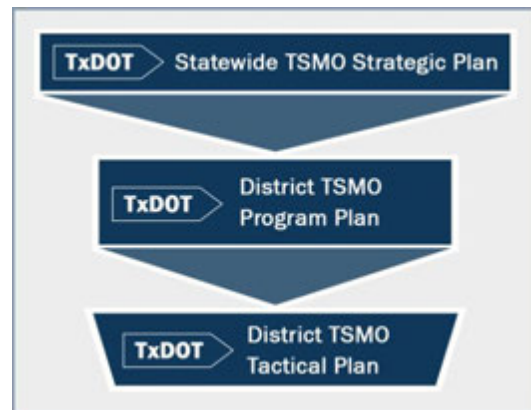 TxDOT Statewide TSMO Strategic Plan
TxDOT District TSMO
Program Plan
TxDOT District TSMO
Tactical Plan